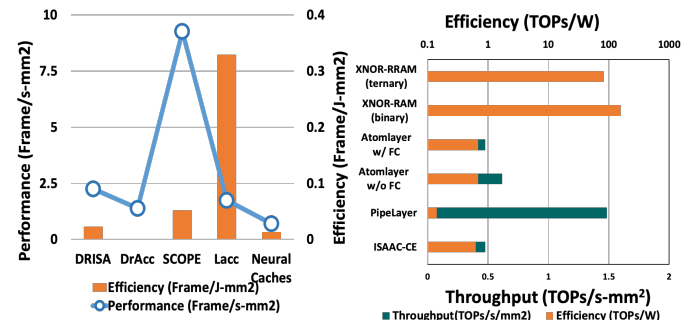 10
7.5
5
2.5
0
Performance (Frame/s-mm2)
0.4
0.3
0.2
0.1
0
Efficiency (Frame/J-mm2)
DRISA DrAcc SCOPE Lacc Neural
Caches
Efficiency (Frame/J-mm2)
Performance (Frame/s-mm2)
Efficiency (TOPs/W)
0.1 1 10 100 1000
XNOR-RRAM
(ternary)
XNOR-RAM
(binary)
Atomlayer
w/ FC
Atomlayer
w/o FC
PipeLayer
ISAAC-CE
0 0.5 1 1.5 2
Throughput (TOPs/s-mm²)
Throughput(TOPs/s/mm2) Efficiency (TOPs/W)